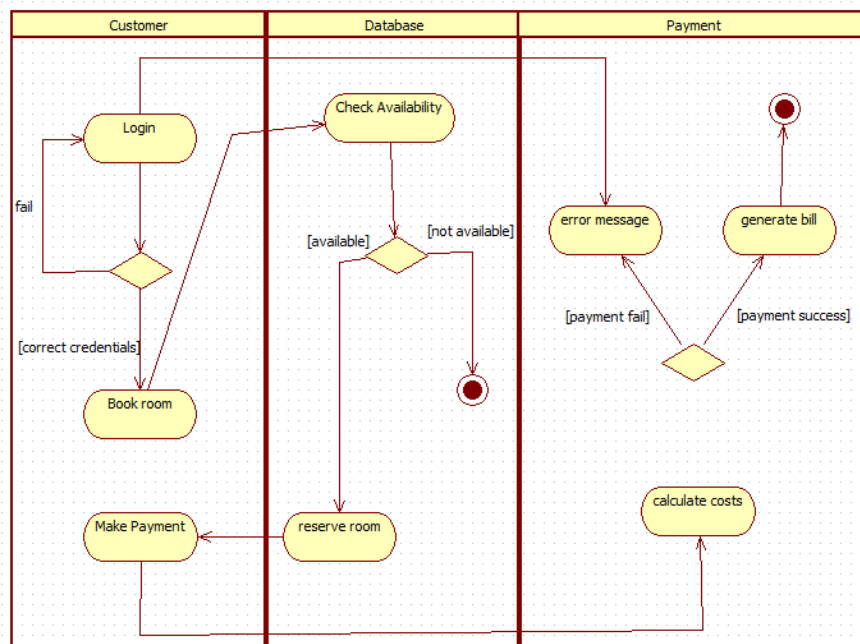 Customer
Database
Payment
Check Availability
Login
fail
error message
generate bill
[available]
[not available]
[payment fail]
[payment success]
[correct credentials]
Book room
calculate costs
Make Payment
reserve room